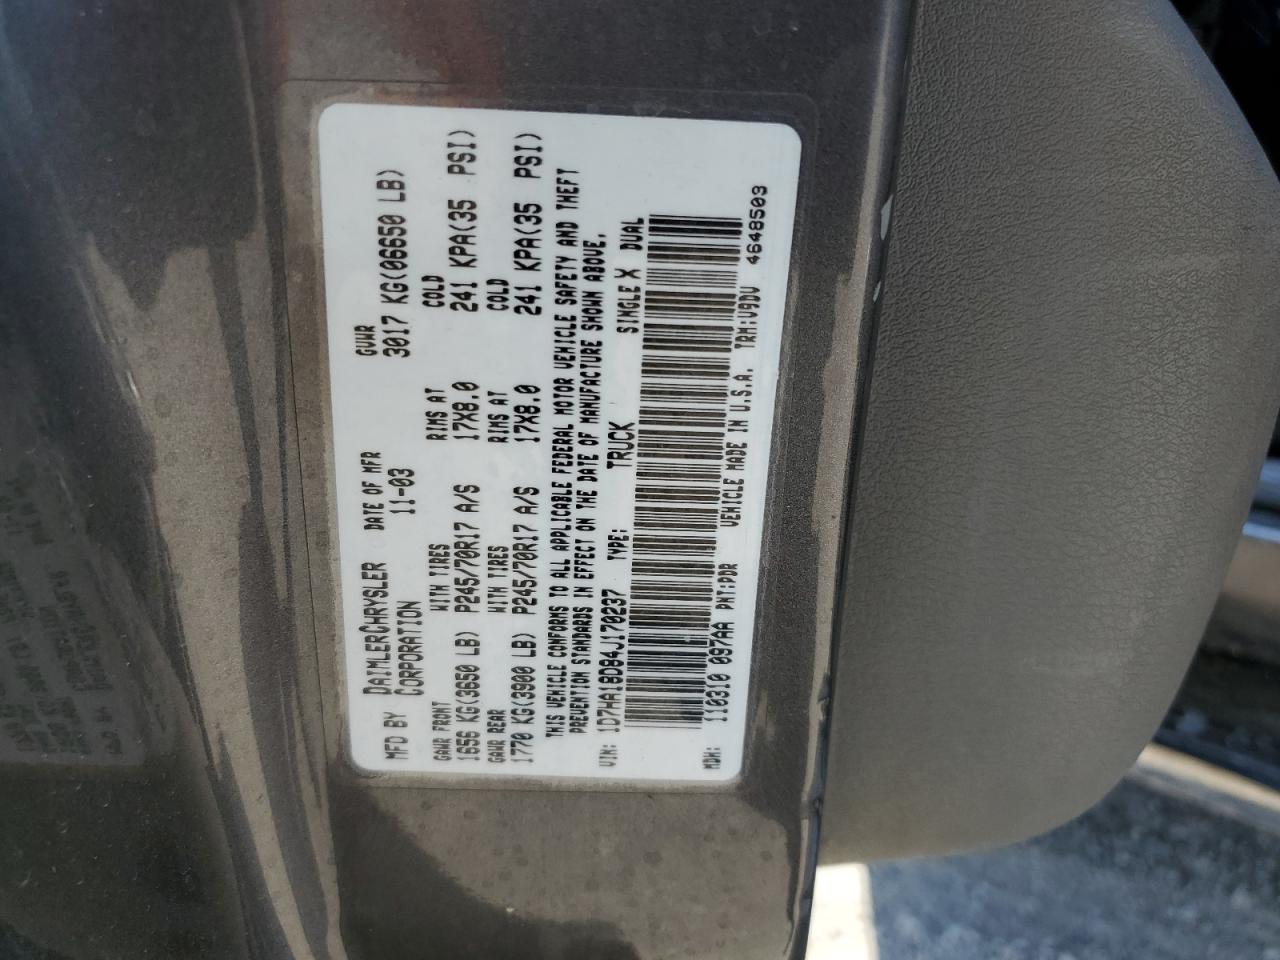 MFD BY DAIMLERCHRYSLER CORPORATION
DATE OF MFR 11-03
GVWR 3017 KG(06650 LB)
GAWR FRONT WITH TIRES RIMS AT COLD
1656 KG(3650 LB) P245/70R17 A/S 17X8.0 241 KPA(35 PSI)
GAWR REAR WITH TIRES RIMS AT COLD
1770 KG(3900 LB) P245/70R17 A/S 17X8.0 241 KPA(35 PSI)
THIS VEHICLE CONFORMS TO ALL APPLICABLE FEDERAL MOTOR VEHICLE SAFETY AND THEFT
PREVENTION STANDARDS IN EFFECT ON THE DATE OF MANUFACTURE SHOWN ABOVE.
VIN: 1D7HA18D84J170237 TYPE: TRUCK SINGLE X DUAL
MDH: 110310 097AA PNT:PDR VEHICLE MADE IN U.S.A. TRM:V9DV
4648503